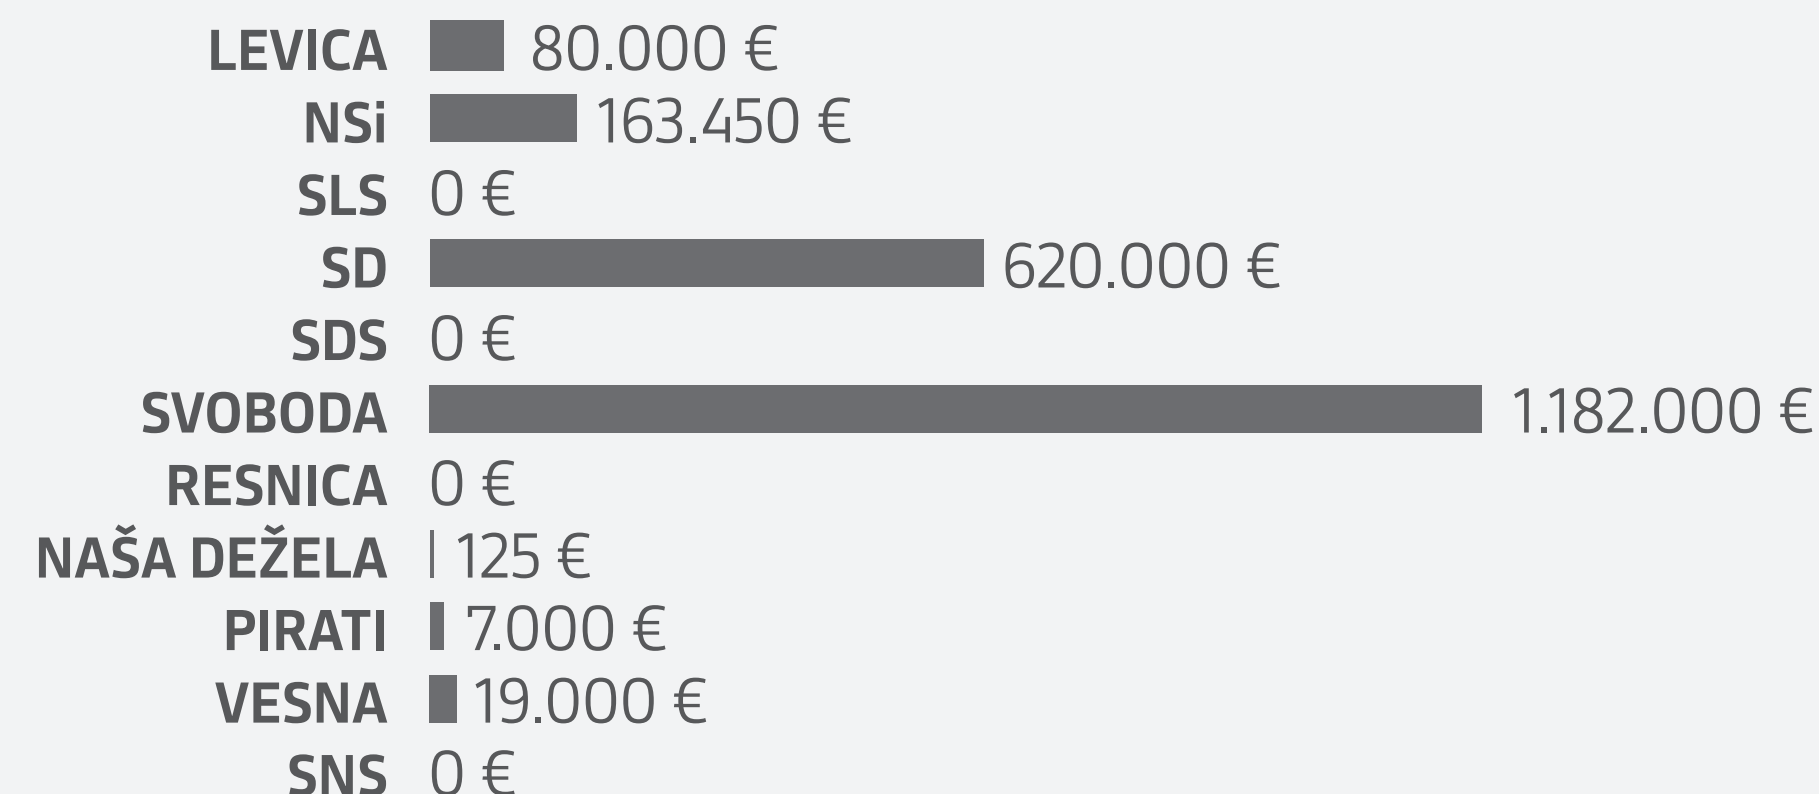 LEVICA 80.000 €
NSi 163.450 €
SLS 0 €
SD 620.000 €
SDS 0 €
SVOBODA 1.182.000 €
RESNICA 0 €
NAŠA DEŽELA 125 €
PIRATI 7.000 €
VESNA 19.000 €
SNS 0 €